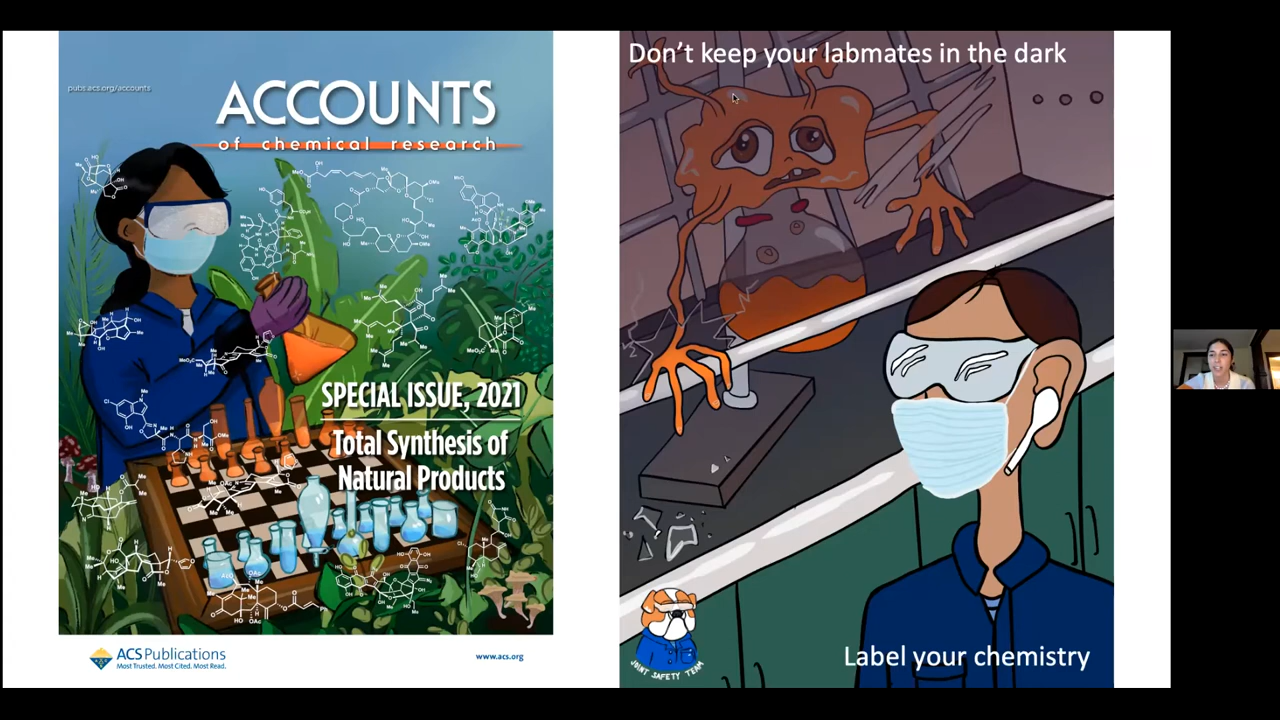 pubs.acs.org/accounts
ACCOUNTS
of chemical research
SPECIAL ISSUE, 2021
Total Synthesis of
Natural Products
ACS Publications
Most Trusted. Most Cited. Most Read.
www.acs.org
Don't keep your labmates in the dark
JOINT SAFETY TEAM
Label your chemistry